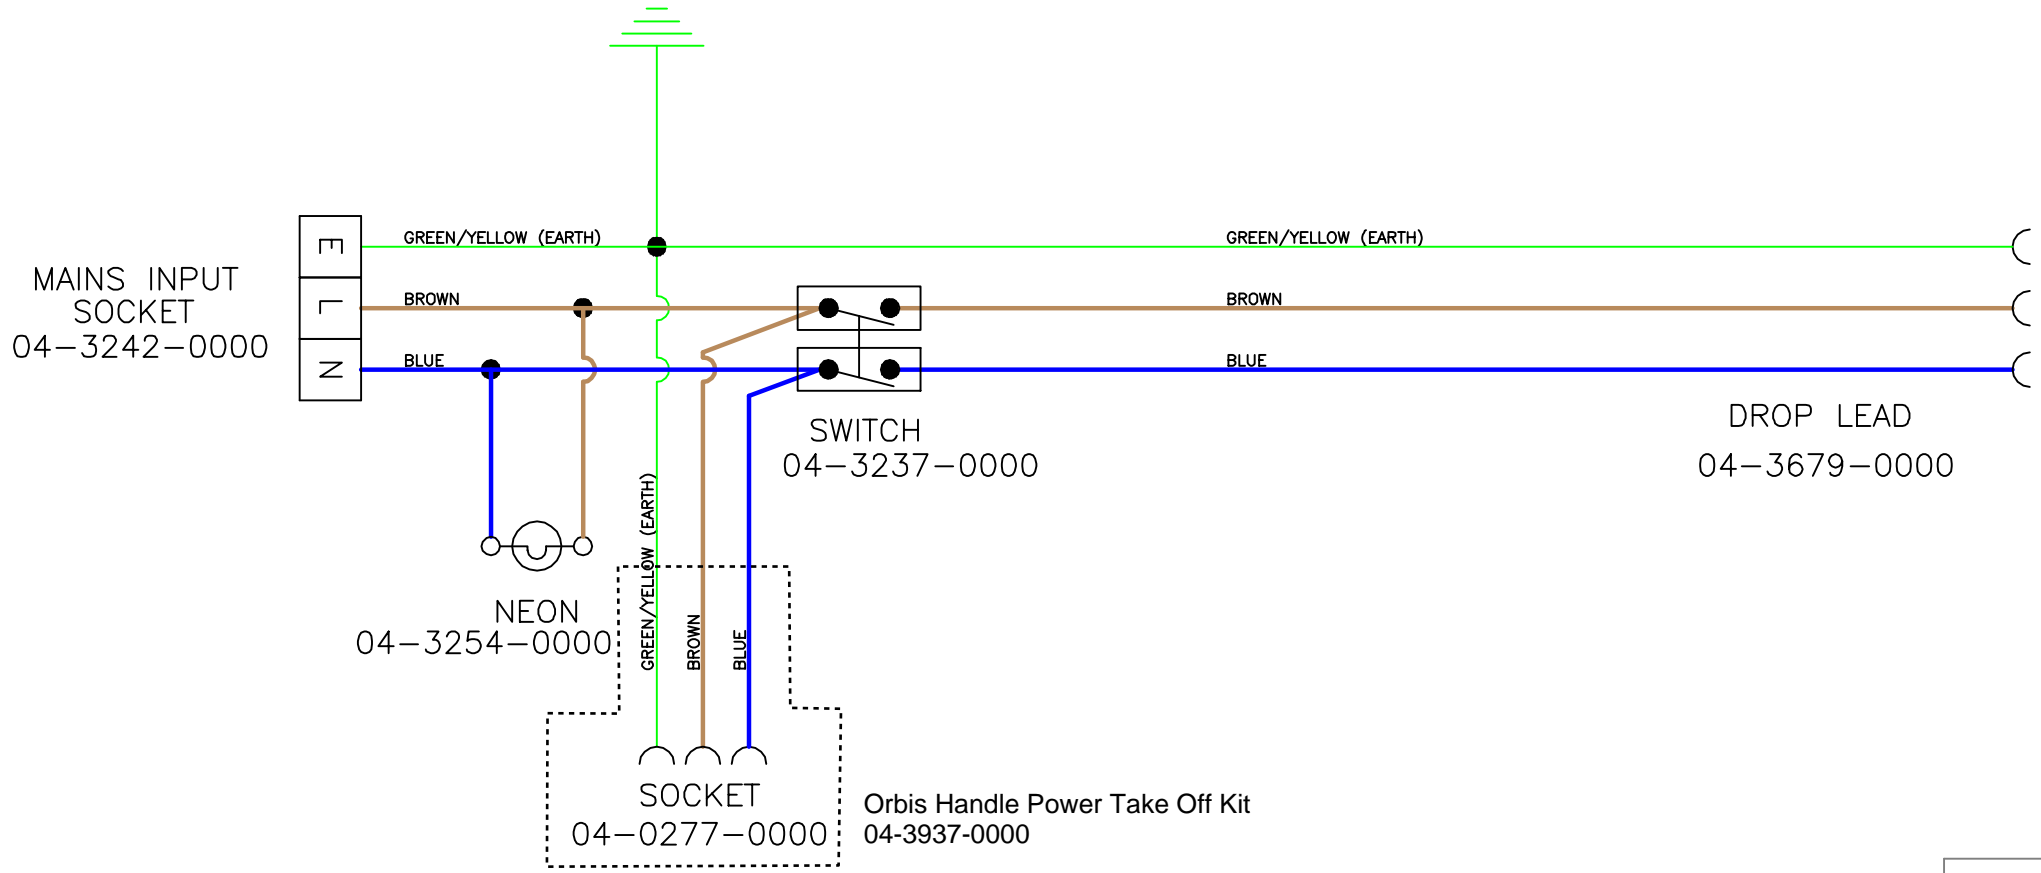 GREEN/YELLOW (EARTH)
GREEN/YELLOW (EARTH)
E
MAINS INPUT
SOCKET
04-3242-0000
L
BROWN
BROWN
N
BLUE
BLUE
SWITCH
04-3237-0000
DROP LEAD
04-3679-0000
NEON
04-3254-0000
GREEN/YELLOW (EARTH)
BROWN
BLUE
SOCKET
04-0277-0000
Orbis Handle Power Take Off Kit
04-3937-0000